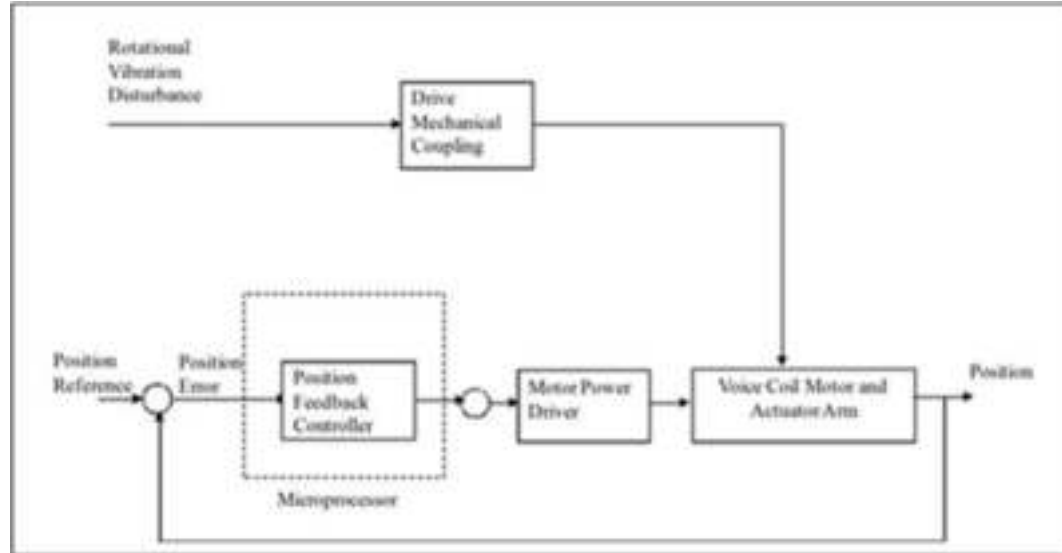 Rotational
Vibration
Disturbance
Drive
Mechanical
Coupling
Position
Reference
Position
Error
Position
Feedback
Controller
Motor Power
Driver
Voice Coil Motor and
Actuator Arm
Position
Microprocessor